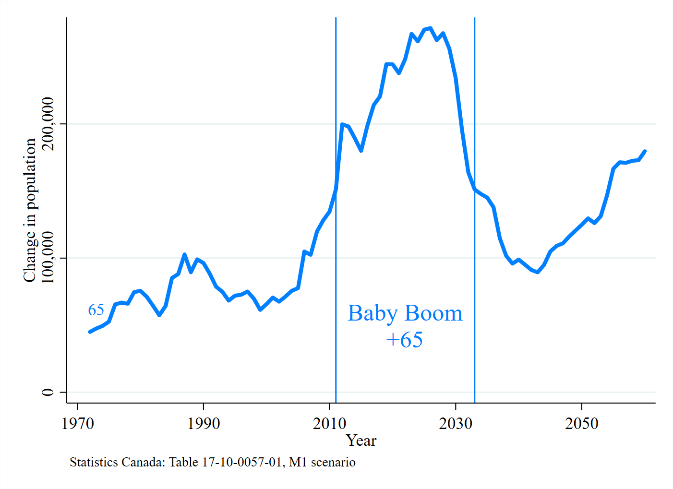 Change in population
200,000
100,000
0
65
Baby Boom
+65
1970 1990 2010 2030 2050
Year
Statistics Canada: Table 17-10-0057-01, M1 scenario